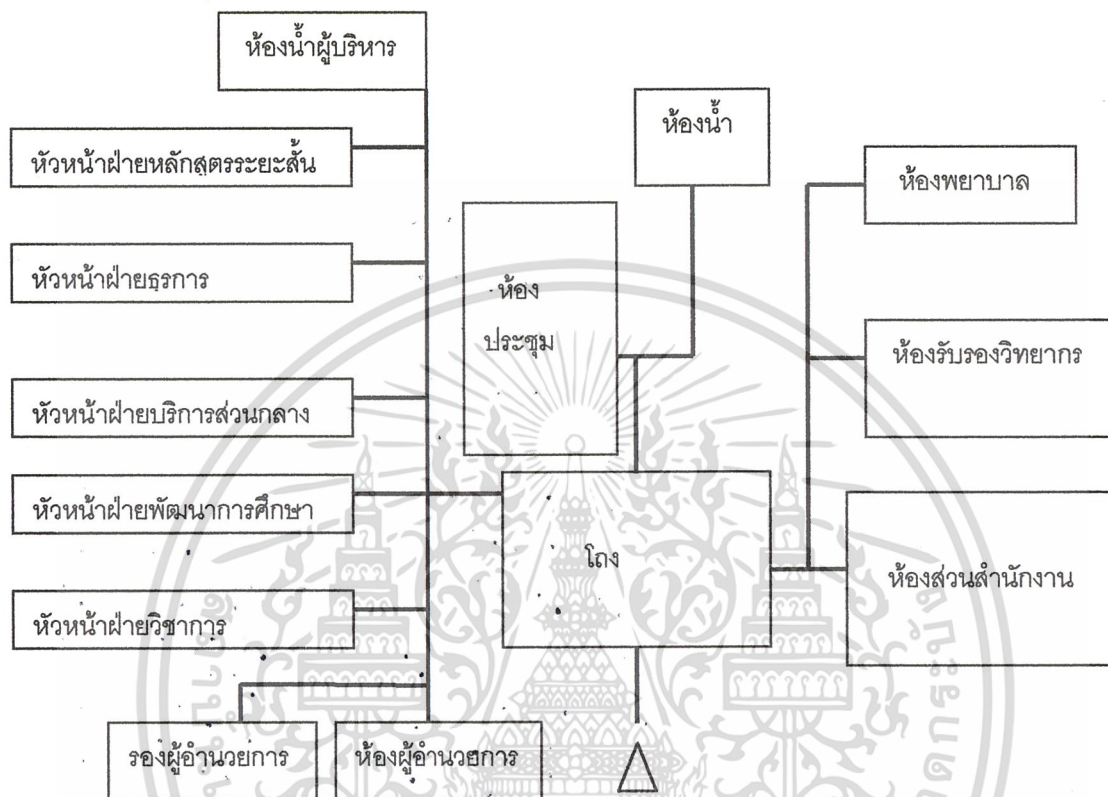 ห้องน้ำผู้บริหาร
ห้องน้ำ
หัวหน้าฝ่ายหลักสูตรระยะสั้น
ห้องพยาบาล
หัวหน้าฝ่ายธุรการ
ห้อง
ประชุม
ห้องรับรองวิทยากร
หัวหน้าฝ่ายบริการส่วนกลาง
หัวหน้าฝ่ายพัฒนาการศึกษา
โถง
ห้องส่วนสำนักงาน
หัวหน้าฝ่ายวิชาการ
รองผู้อำนวยการ
ห้องผู้อำนวยการ